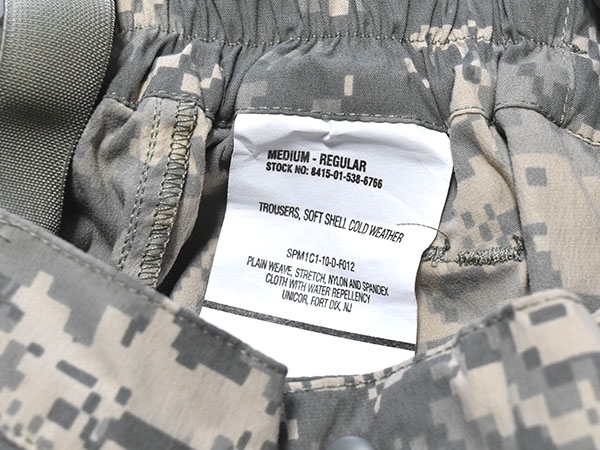 MEDIUM - REGULAR
STOCK NO: 8415-01-538-6766
TROUSERS, SOFT SHELL COLD WEATHER
SPM1C1-10-D-F012
PLAIN WEAVE, STRETCH, NYLON AND SPANDEX
CLOTH WITH WATER REPELLENCY
UNICOR, FORT DIX, NJ